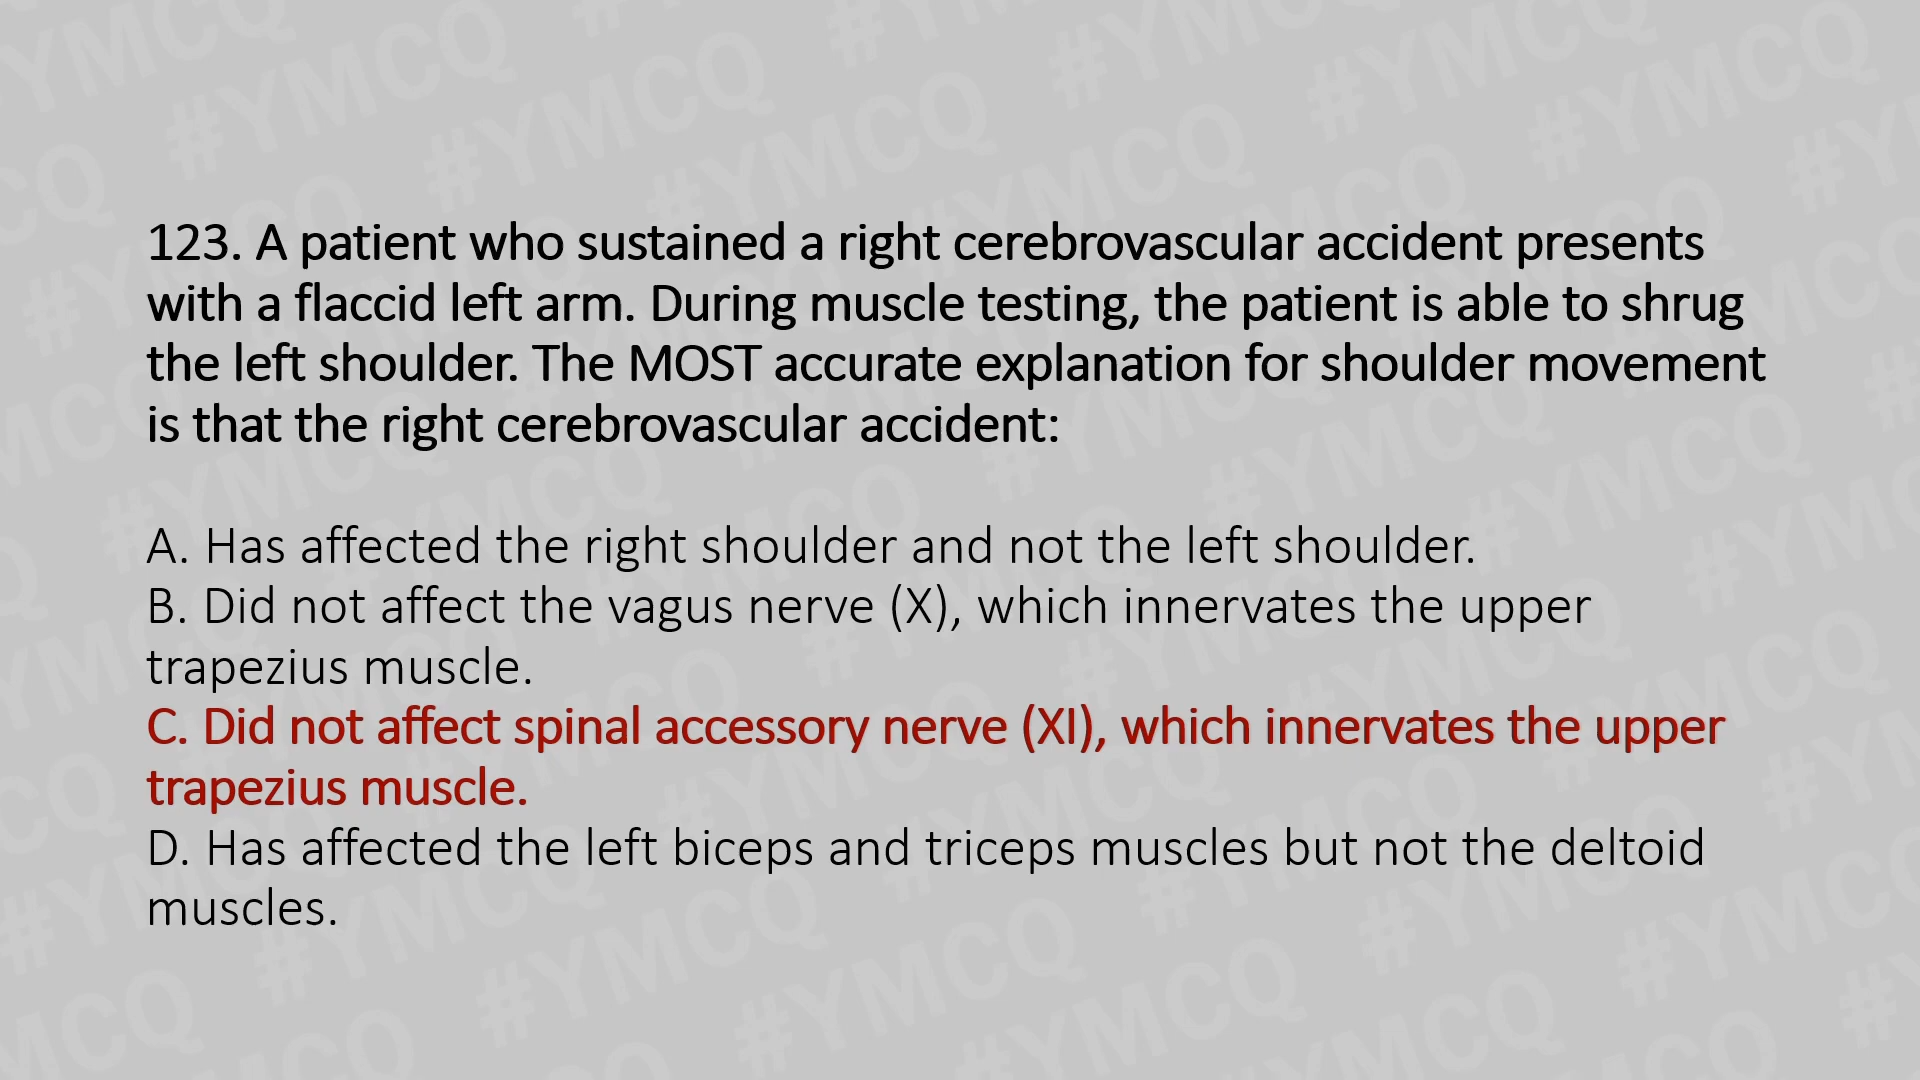 123. A patient who sustained a right cerebrovascular accident presents
with a flaccid left arm. During muscle testing, the patient is able to shrug
the left shoulder. The MOST accurate explanation for shoulder movement
is that the right cerebrovascular accident:
A. Has affected the right shoulder and not the left shoulder.
B. Did not affect the vagus nerve (X), which innervates the upper
trapezius muscle.
C. Did not affect spinal accessory nerve (XI), which innervates the upper
trapezius muscle.
D. Has affected the left biceps and triceps muscles but not the deltoid
muscles.